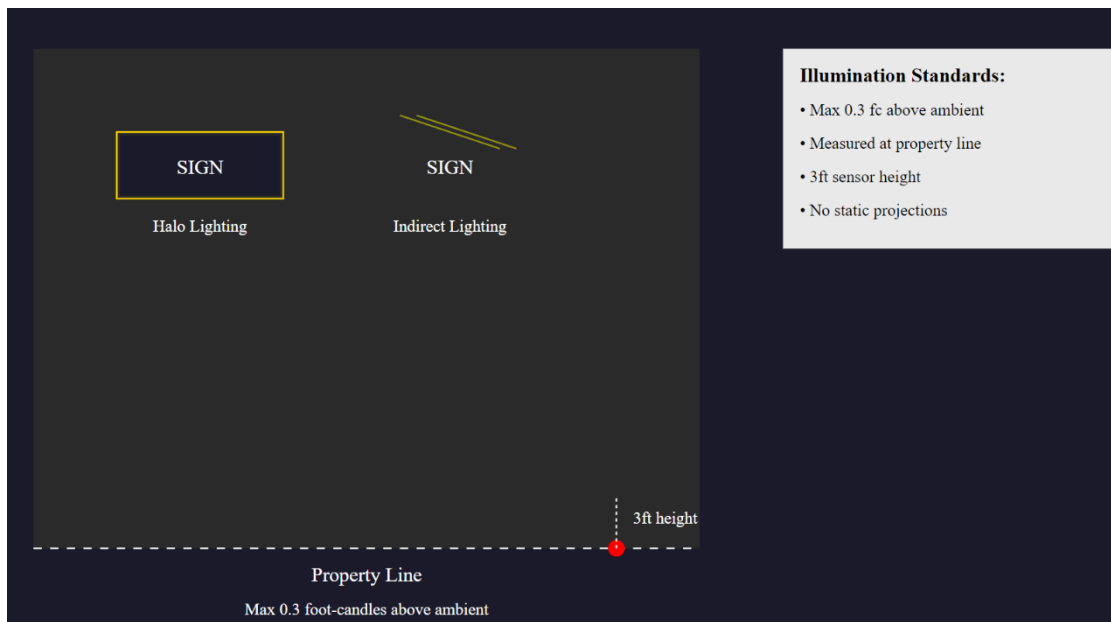 SIGN
Halo Lighting
SIGN
Indirect Lighting
Illumination Standards:
• Max 0.3 fc above ambient
• Measured at property line
• 3ft sensor height
• No static projections
3ft height
Property Line
Max 0.3 foot-candles above ambient